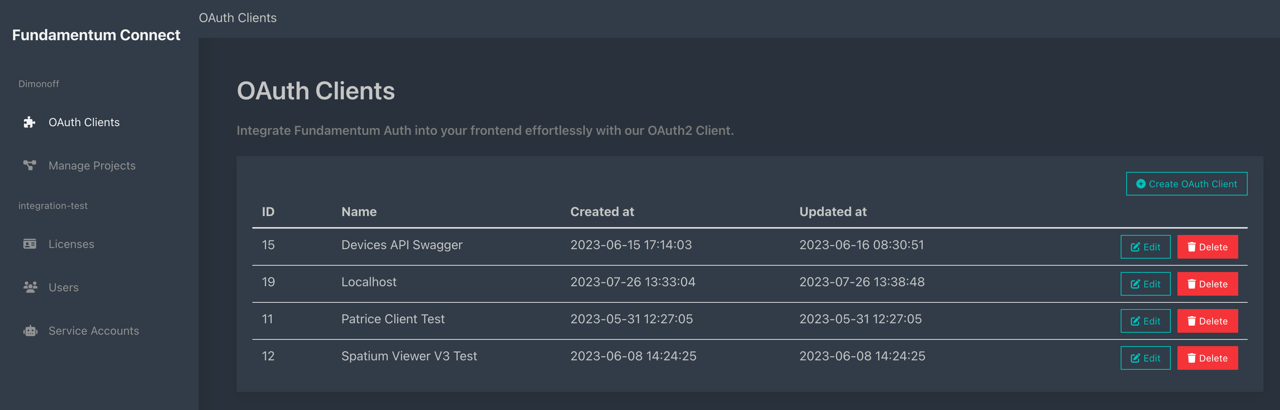 OAuth Clients
Fundamentum Connect
Dimonoff
OAuth Clients
Manage Projects
integration-test
Licenses
Users
Service Accounts
OAuth Clients
Integrate Fundamentum Auth into your frontend effortlessly with our OAuth2 Client.
Create OAuth Client
ID Name Created at Updated at
15 Devices API Swagger 2023-06-15 17:14:03 2023-06-16 08:30:51 Edit Delete
19 Localhost 2023-07-26 13:33:04 2023-07-26 13:38:48 Edit Delete
11 Patrice Client Test 2023-05-31 12:27:05 2023-05-31 12:27:05 Edit Delete
12 Spatium Viewer V3 Test 2023-06-08 14:24:25 2023-06-08 14:24:25 Edit Delete